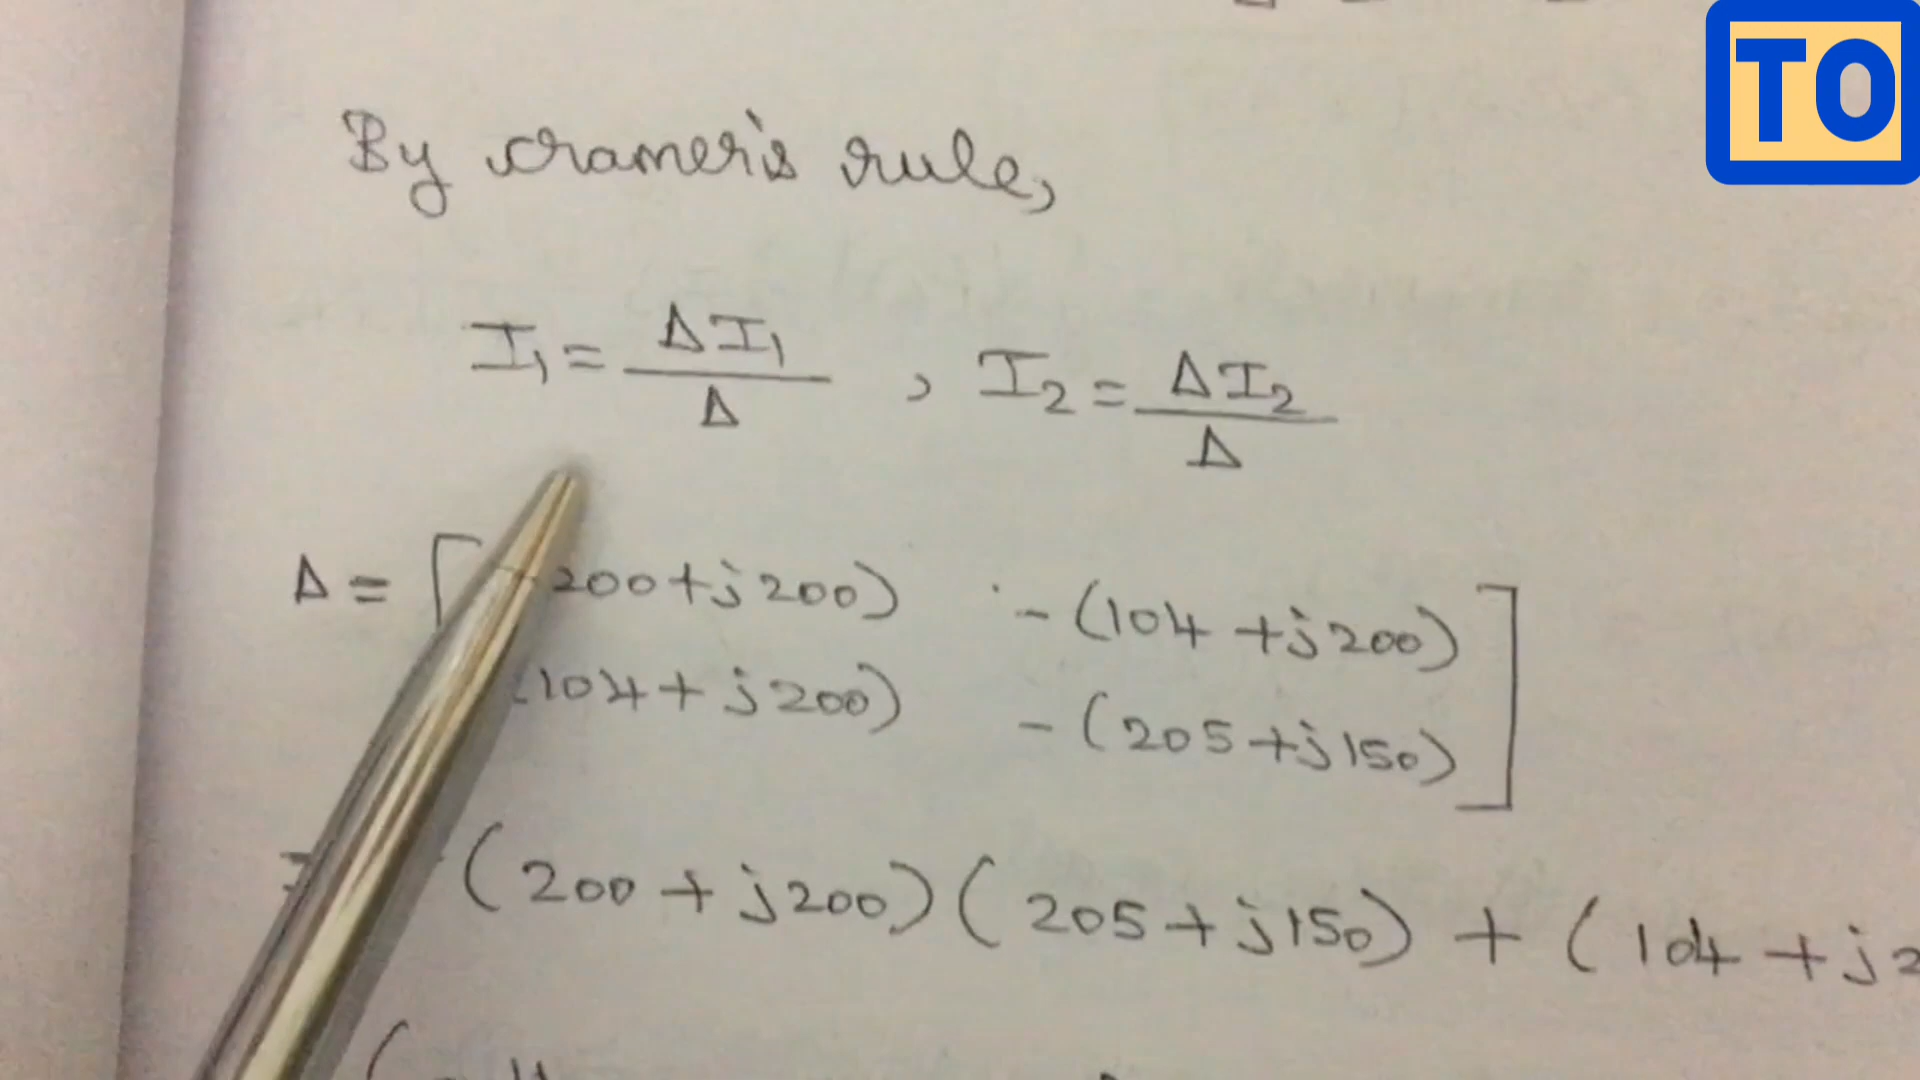 TO
By cramer's rule,
I₁ = ΔI₁/Δ , I₂ = ΔI₂/Δ
Δ = [ 200+j200) -(104+j200)
(104+j200) -(205+j150) ]
= (200+j200)(205+j150) + (104+j2
(